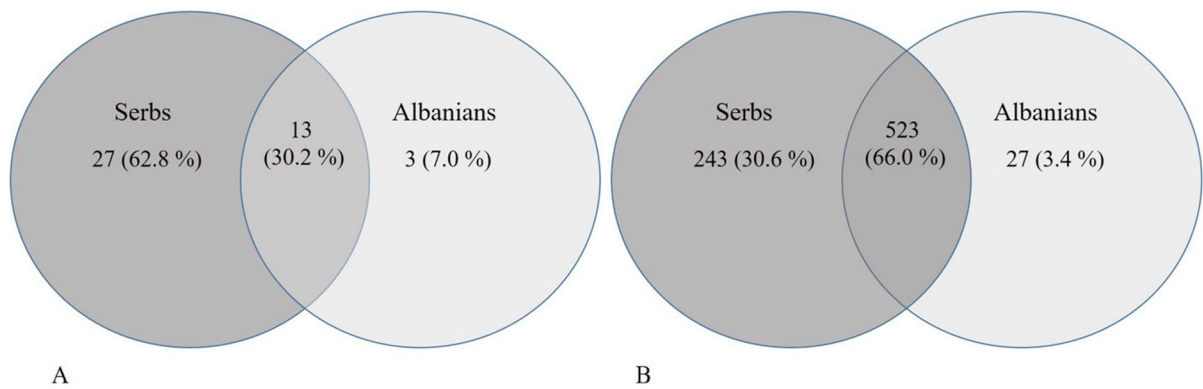 Serbs
27 (62.8 %)
13
(30.2 %)
Albanians
3 (7.0 %)
A
Serbs
243 (30.6 %)
523
(66.0 %)
Albanians
27 (3.4 %)
B